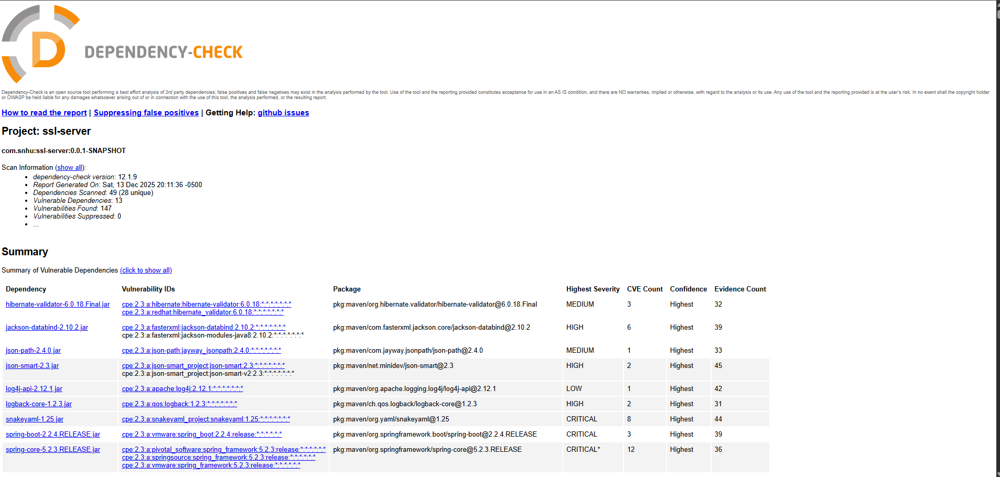 DEPENDENCY-CHECK
Dependency-Check is an open source tool performing a best effort analysis of 3rd party dependencies; false positives and false negatives may exist in the analysis performed by the tool. Use of the tool and the reporting provided constitutes acceptance for use in an AS IS condition, and there are NO warranties, implied or otherwise, with regard to the analysis or its use. Any use of the tool and the reporting provided is at the user's risk. In no event shall the copyright holder
or OWASP be held liable for any damages whatsoever arising out of or in connection with the use of this tool, the analysis performed, or the resulting report.
How to read the report | Suppressing false positives | Getting Help: github issues
Project: ssl-server
com.snhu:ssl-server:0.0.1-SNAPSHOT
Scan Information (show all):
• dependency-check version: 12.1.9
• Report Generated On: Sat, 13 Dec 2025 20:11:36 -0500
• Dependencies Scanned: 49 (28 unique)
• Vulnerable Dependencies: 13
• Vulnerabilities Found: 147
• Vulnerabilities Suppressed: 0
• ...
Summary
Summary of Vulnerable Dependencies (click to show all)
Dependency Vulnerability IDs Package Highest Severity CVE Count Confidence Evidence Count
hibernate-validator-6.0.18.Final.jar cpe:2.3:a:hibernate:hibernate-validator:6.0.18:*:*:*:*:*:*:* pkg:maven/org.hibernate.validator/hibernate-validator@6.0.18.Final MEDIUM 3 Highest 32
cpe:2.3:a:redhat:hibernate_validator:6.0.18:*:*:*:*:*:*:*
jackson-databind-2.10.2.jar cpe:2.3:a:fasterxml:jackson-databind:2.10.2:*:*:*:*:*:*:* pkg:maven/com.fasterxml.jackson.core/jackson-databind@2.10.2 HIGH 6 Highest 39
cpe:2.3:a:fasterxml:jackson-modules-java8:2.10.2:*:*:*:*:*:*:*
json-path-2.4.0.jar cpe:2.3:a:json-path:jayway_jsonpath:2.4.0:*:*:*:*:*:*:* pkg:maven/com.jayway.jsonpath/json-path@2.4.0 MEDIUM 1 Highest 33
json-smart-2.3.jar cpe:2.3:a:json-smart_project:json-smart:2.3:*:*:*:*:*:*:* pkg:maven/net.minidev/json-smart@2.3 HIGH 2 Highest 45
cpe:2.3:a:json-smart_project:json-smart-v2:2.3:*:*:*:*:*:*:*
log4j-api-2.12.1.jar cpe:2.3:a:apache:log4j:2.12.1:*:*:*:*:*:*:* pkg:maven/org.apache.logging.log4j/log4j-api@2.12.1 LOW 1 Highest 42
logback-core-1.2.3.jar cpe:2.3:a:qos:logback:1.2.3:*:*:*:*:*:*:* pkg:maven/ch.qos.logback/logback-core@1.2.3 HIGH 2 Highest 31
snakeyaml-1.25.jar cpe:2.3:a:snakeyaml_project:snakeyaml:1.25:*:*:*:*:*:*:* pkg:maven/org.yaml/snakeyaml@1.25 CRITICAL 8 Highest 44
spring-boot-2.2.4.RELEASE.jar cpe:2.3:a:vmware:spring_boot:2.2.4:release:*:*:*:*:*:* pkg:maven/org.springframework.boot/spring-boot@2.2.4.RELEASE CRITICAL 3 Highest 39
spring-core-5.2.3.RELEASE.jar cpe:2.3:a:pivotal_software:spring_framework:5.2.3:release:*:*:*:*:*:* pkg:maven/org.springframework/spring-core@5.2.3.RELEASE CRITICAL* 12 Highest 36
cpe:2.3:a:springsource:spring_framework:5.2.3:release:*:*:*:*:*:*
cpe:2.3:a:vmware:spring_framework:5.2.3:release:*:*:*:*:*:*